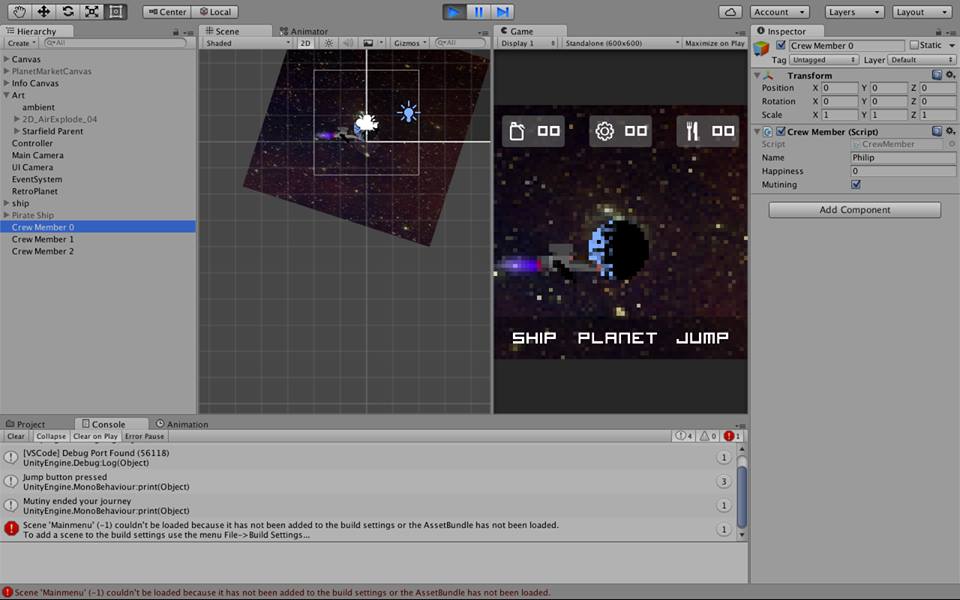 Center Local Account Layers Layout
Hierarchy
Create All
Canvas
PlanetMarketCanvas
Info Canvas
Art
ambient
2D_AirExplode_04
Starfield Parent
Controller
Main Camera
UI Camera
EventSystem
RetroPlanet
ship
Pirate Ship
Crew Member 0
Crew Member 1
Crew Member 2
Scene Animator
Shaded 2D Gizmos All
Game
Display 1 Standalone (600x600) Maximize on Play
00 00 00
SHIP PLANET JUMP
Inspector
Crew Member 0 Static
Tag Untagged Layer Default
Transform
Position X 0 Y 0 Z 0
Rotation X 0 Y 0 Z 0
Scale X 1 Y 1 Z 1
Crew Member (Script)
Script CrewMember
Name Philip
Happiness 0
Mutining
Add Component
Project Console Animation
Clear Collapse Clear on Play Error Pause 4 0 1
[VSCode] Debug Port Found (56118)
UnityEngine.Debug:Log(Object) 1
Jump button pressed
UnityEngine.MonoBehaviour:print(Object) 3
Mutiny ended your journey
UnityEngine.MonoBehaviour:print(Object) 1
Scene 'Mainmenu' (-1) couldn't be loaded because it has not been added to the build settings or the AssetBundle has not been loaded.
To add a scene to the build settings use the menu File->Build Settings... 1
Scene 'Mainmenu' (-1) couldn't be loaded because it has not been added to the build settings or the AssetBundle has not been loaded.